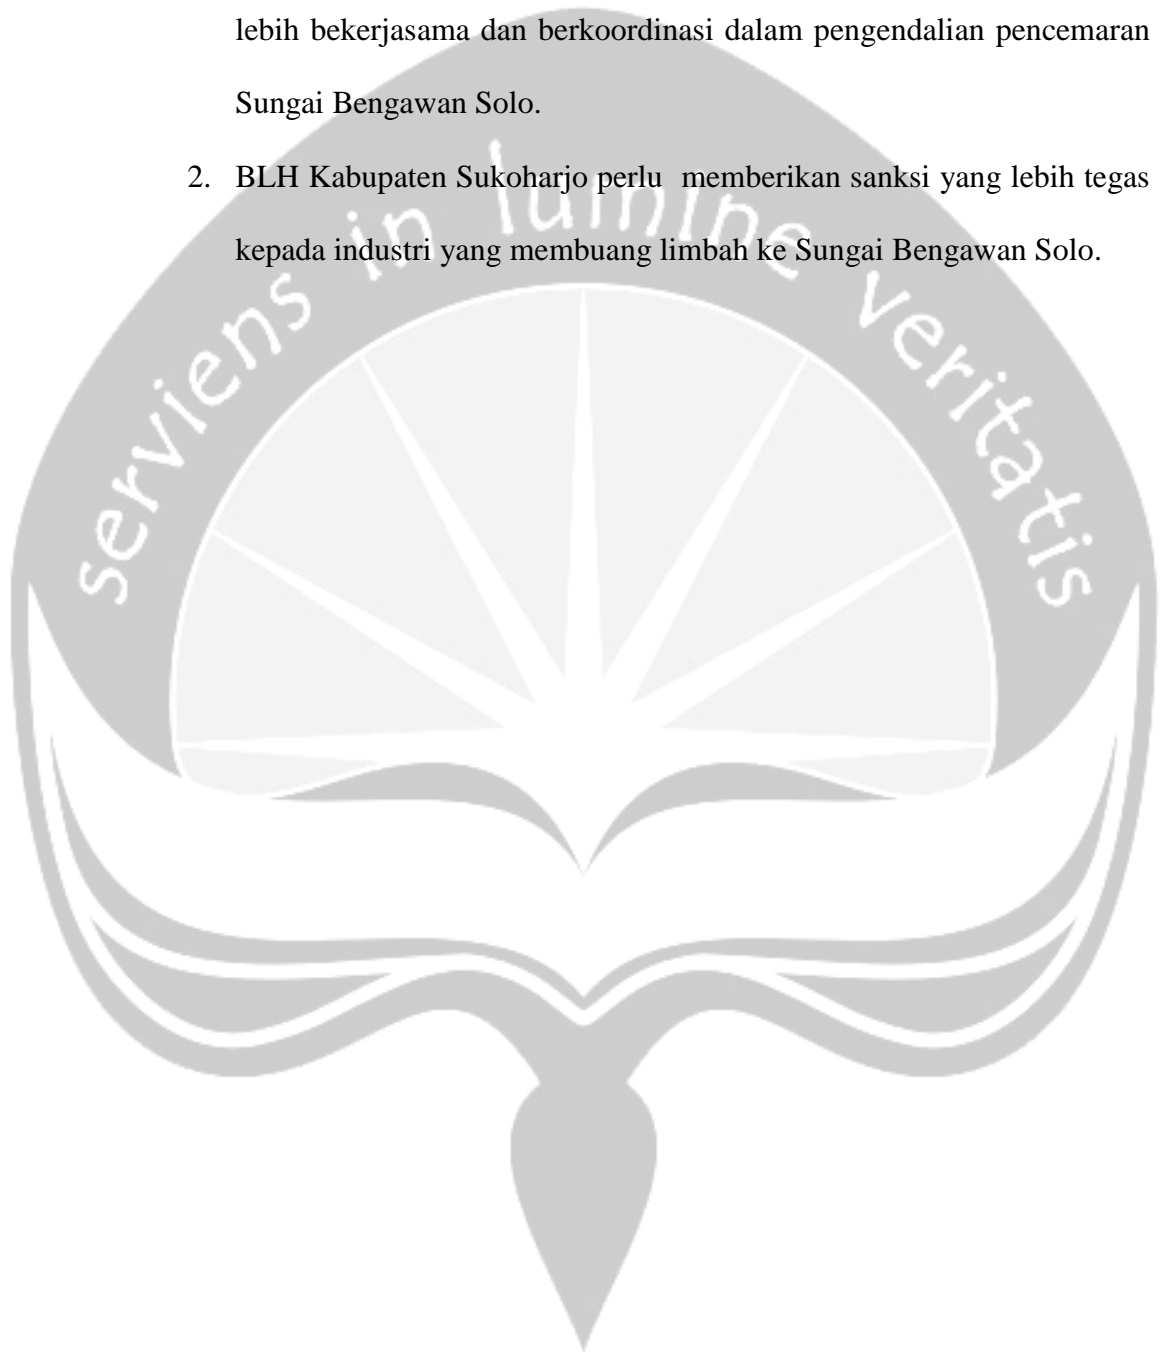 lebih bekerjasama dan berkoordinasi dalam pengendalian pencemaran
Sungai Bengawan Solo.
2. BLH Kabupaten Sukoharjo perlu memberikan sanksi yang lebih tegas
kepada industri yang membuang limbah ke Sungai Bengawan Solo.
serviens in lumine veritatis